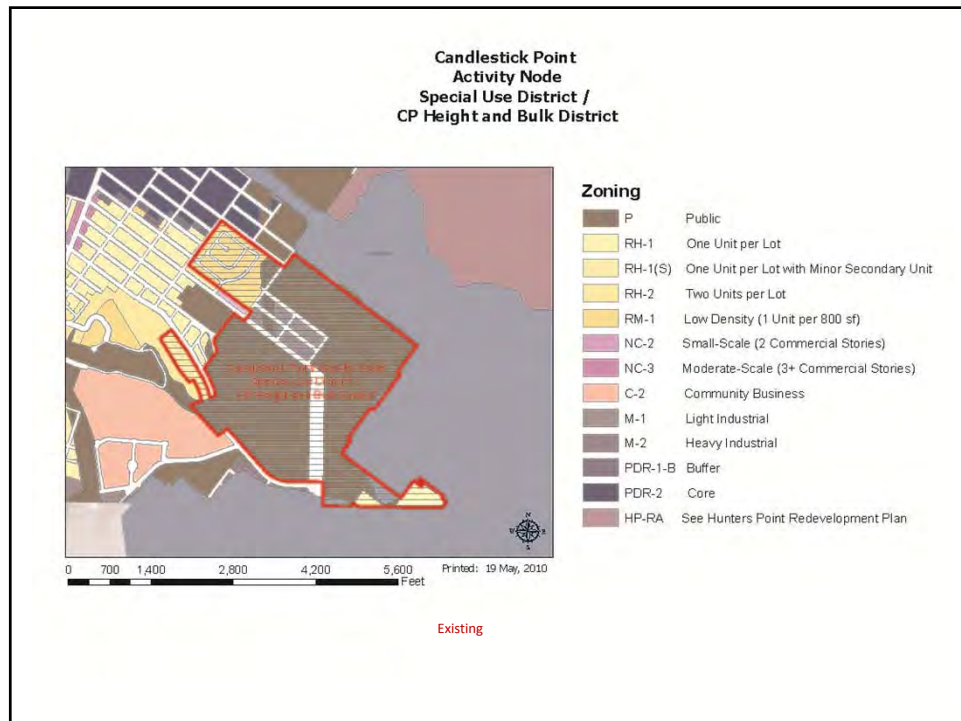 Candlestick Point
Activity Node
Special Use District /
CP Height and Bulk District
Zoning
P Public
RH-1 One Unit per Lot
RH-1(S) One Unit per Lot with Minor Secondary Unit
RH-2 Two Units per Lot
RM-1 Low Density (1 Unit per 800 sf)
NC-2 Small-Scale (2 Commercial Stories)
NC-3 Moderate-Scale (3+ Commercial Stories)
C-2 Community Business
M-1 Light Industrial
M-2 Heavy Industrial
PDR-1-B Buffer
PDR-2 Core
HP-RA See Hunters Point Redevelopment Plan
N
W E
S
0 700 1,400 2,800 4,200 5,600
Feet
Printed: 19 May, 2010
Existing